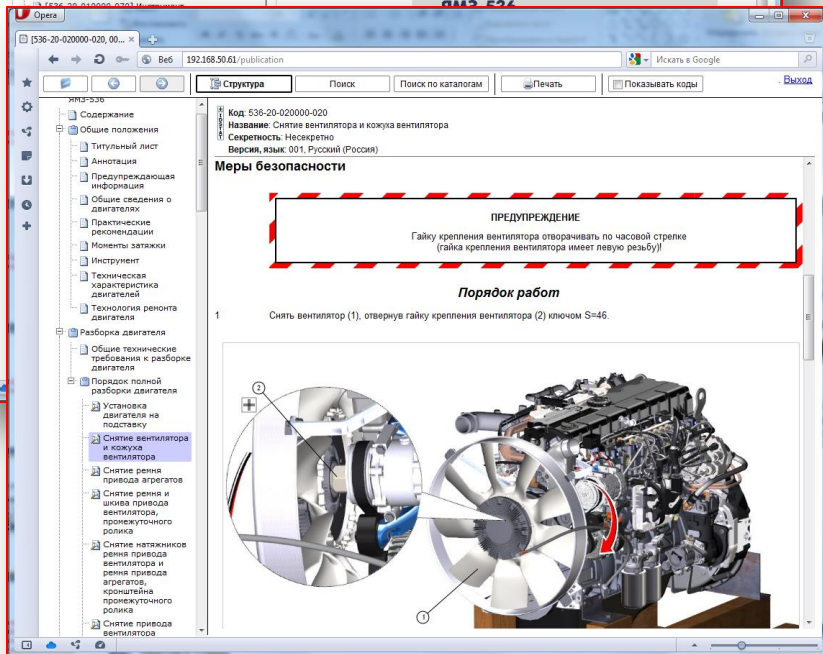 [536-20-010000-070] Инструмент
ЯМЗ-536
Opera
[536-20-020000-020, 00...
Веб
192.168.50.61/publication
Искать в Google
Структура
Поиск
Поиск по каталогам
Печать
Показывать коды
Выход
ЯМЗ-536
Содержание
Общие положения
Титульный лист
Аннотация
Предупреждающая
информация
Общие сведения о
двигателях
Практические
рекомендации
Моменты затяжки
Инструмент
Техническая
характеристика
двигателей
Технология ремонта
двигателя
Разборка двигателя
Общие технические
требования к разборке
двигателя
Порядок полной
разборки двигателя
Установка
двигателя на
подставку
Снятие вентилятора
и кожуха
вентилятора
Снятие ремня
привода агрегатов
Снятие ремня и
шкива привода
вентилятора,
промежуточного
ролика
Снятие натяжников
ремня привода
вентилятора и
ремня привода
агрегатов,
кронштейна
промежуточного
ролика
Снятие привода
вентилятора
Код: 536-20-020000-020
Название: Снятие вентилятора и кожуха вентилятора
Секретность: Несекретно
Версия, язык: 001, Русский (Россия)
Меры безопасности
ПРЕДУПРЕЖДЕНИЕ
Гайку крепления вентилятора отворачивать по часовой стрелке
(гайка крепления вентилятора имеет левую резьбу)!
Порядок работ
1 Снять вентилятор (1), отвернув гайку крепления вентилятора (2) ключом S=46.
2
1